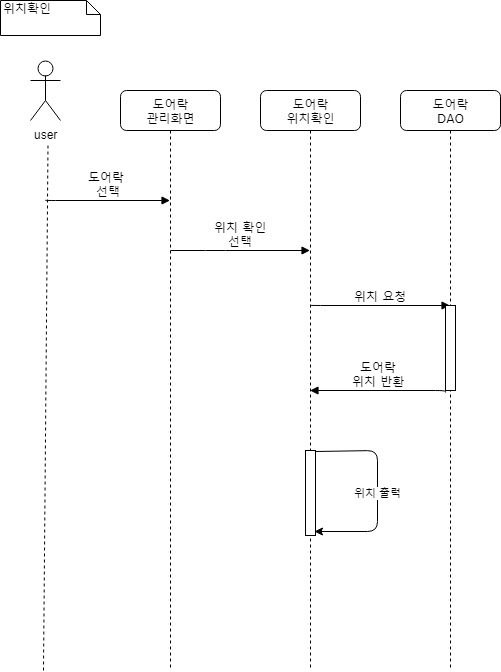 위치확인
도어락
관리화면
도어락
위치확인
도어락
DAO
user
도어락
선택
위치 확인
선택
위치 요청
도어락
위치 반환
위치 출력